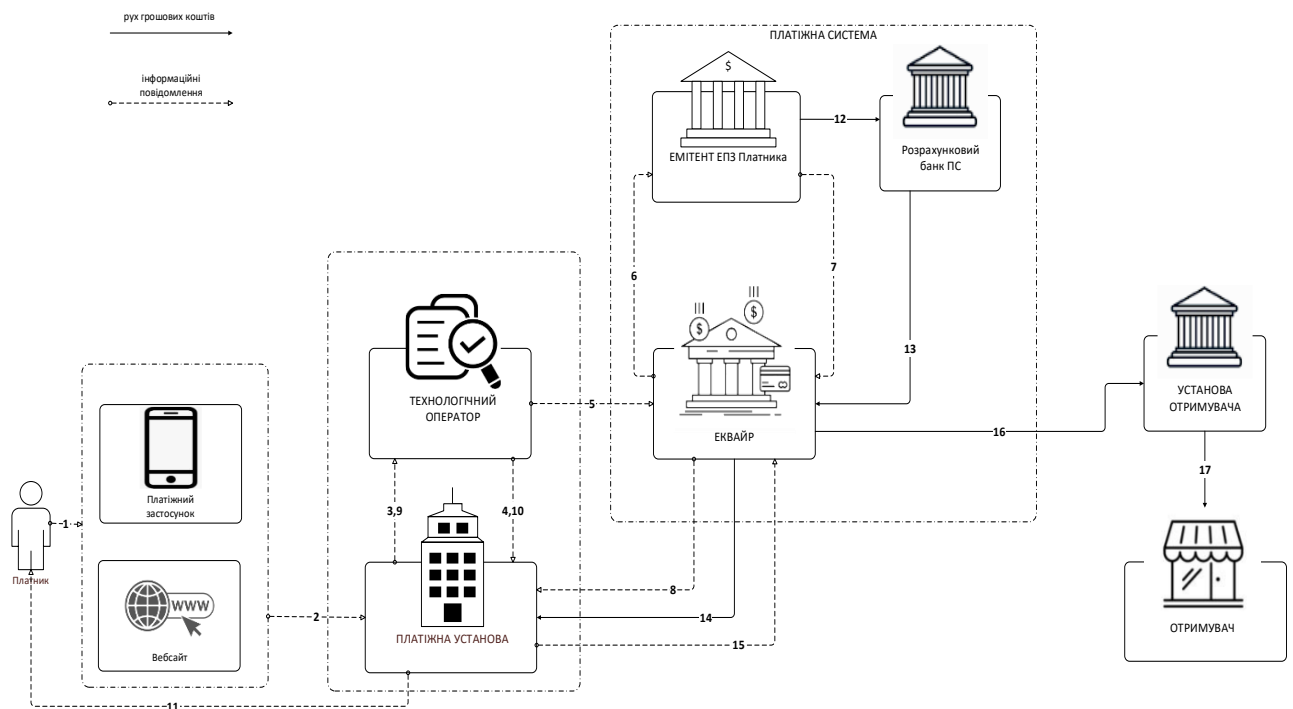 рух грошових коштів
інформаційні
повідомлення
ПЛАТІЖНА СИСТЕМА
$
ЕМІТЕНТ ЕПЗ Платника
12
Розрахунковий
банк ПС
6
7
13
$
$
ЕКВАЙР
ТЕХНОЛОГІЧНИЙ
ОПЕРАТОР
5
16
УСТАНОВА
ОТРИМУВАЧА
17
ОТРИМУВАЧ
Платіжний
застосунок
1
Платник
WWW
Вебсайт
2
3,9
4,10
ПЛАТІЖНА УСТАНОВА
8
14
15
11